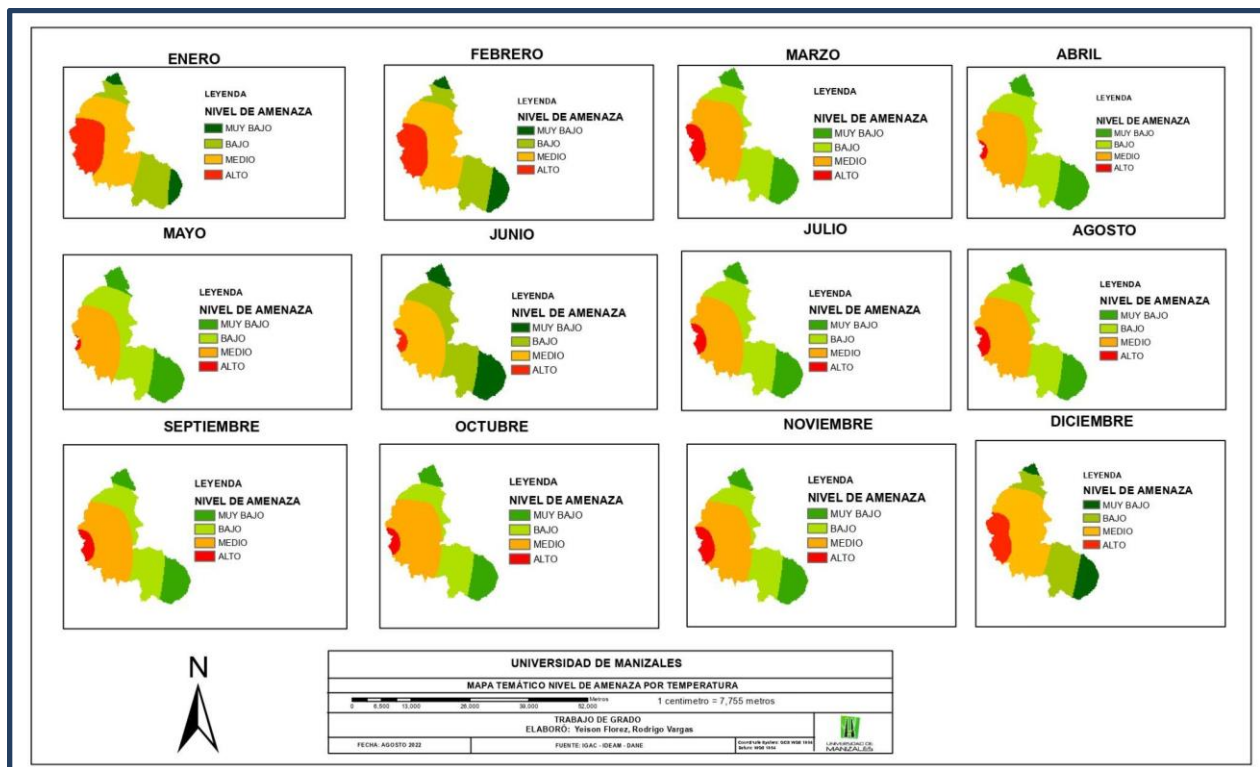 ENERO
LEYENDA
NIVEL DE AMENAZA
MUY BAJO
BAJO
MEDIO
ALTO
FEBRERO
LEYENDA
NIVEL DE AMENAZA
MUY BAJO
BAJO
MEDIO
ALTO
MARZO
LEYENDA
NIVEL DE AMENAZA
MUY BAJO
BAJO
MEDIO
ALTO
ABRIL
LEYENDA
NIVEL DE AMENAZA
MUY BAJO
BAJO
MEDIO
ALTO
MAYO
LEYENDA
NIVEL DE AMENAZA
MUY BAJO
BAJO
MEDIO
ALTO
JUNIO
LEYENDA
NIVEL DE AMENAZA
MUY BAJO
BAJO
MEDIO
ALTO
JULIO
LEYENDA
NIVEL DE AMENAZA
MUY BAJO
BAJO
MEDIO
ALTO
AGOSTO
LEYENDA
NIVEL DE AMENAZA
MUY BAJO
BAJO
MEDIO
ALTO
SEPTIEMBRE
LEYENDA
NIVEL DE AMENAZA
MUY BAJO
BAJO
MEDIO
ALTO
OCTUBRE
LEYENDA
NIVEL DE AMENAZA
MUY BAJO
BAJO
MEDIO
ALTO
NOVIEMBRE
LEYENDA
NIVEL DE AMENAZA
MUY BAJO
BAJO
MEDIO
ALTO
DICIEMBRE
LEYENDA
NIVEL DE AMENAZA
MUY BAJO
BAJO
MEDIO
ALTO
N
UNIVERSIDAD DE MANIZALES
MAPA TEMÁTICO NIVEL DE AMENAZA POR TEMPERATURA
Metros
0 6,500 13,000 26,000 39,000 52,000
1 centimetro = 7,755 metros
TRABAJO DE GRADO
ELABORÓ: Yeison Florez, Rodrigo Vargas
FECHA: AGOSTO 2022
FUENTE: IGAC - IDEAM - DANE
System: GCS WGS 1984
WGS 1984
UNIVERSIDAD DE
MANIZALES